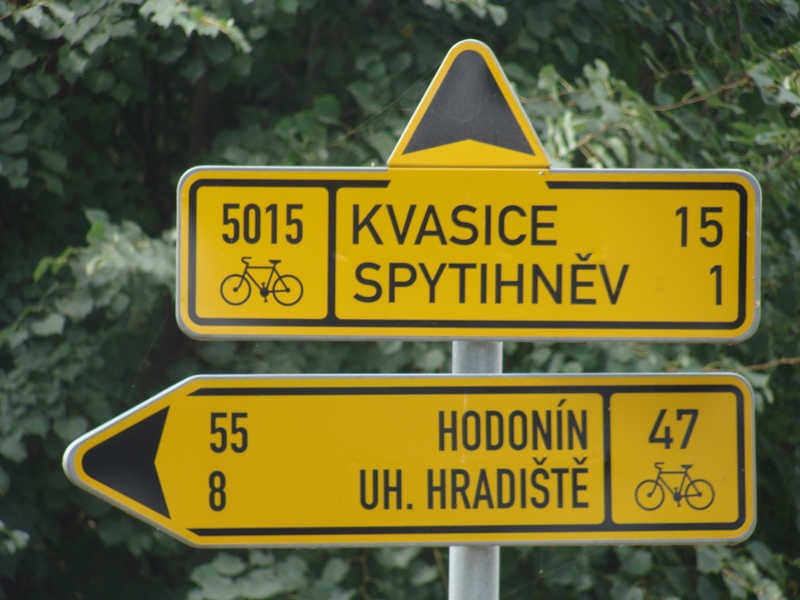 5015 KVASICE 15
SPYTIHNĚV 1
55 HODONÍN 47
8 UH. HRADIŠTĚ